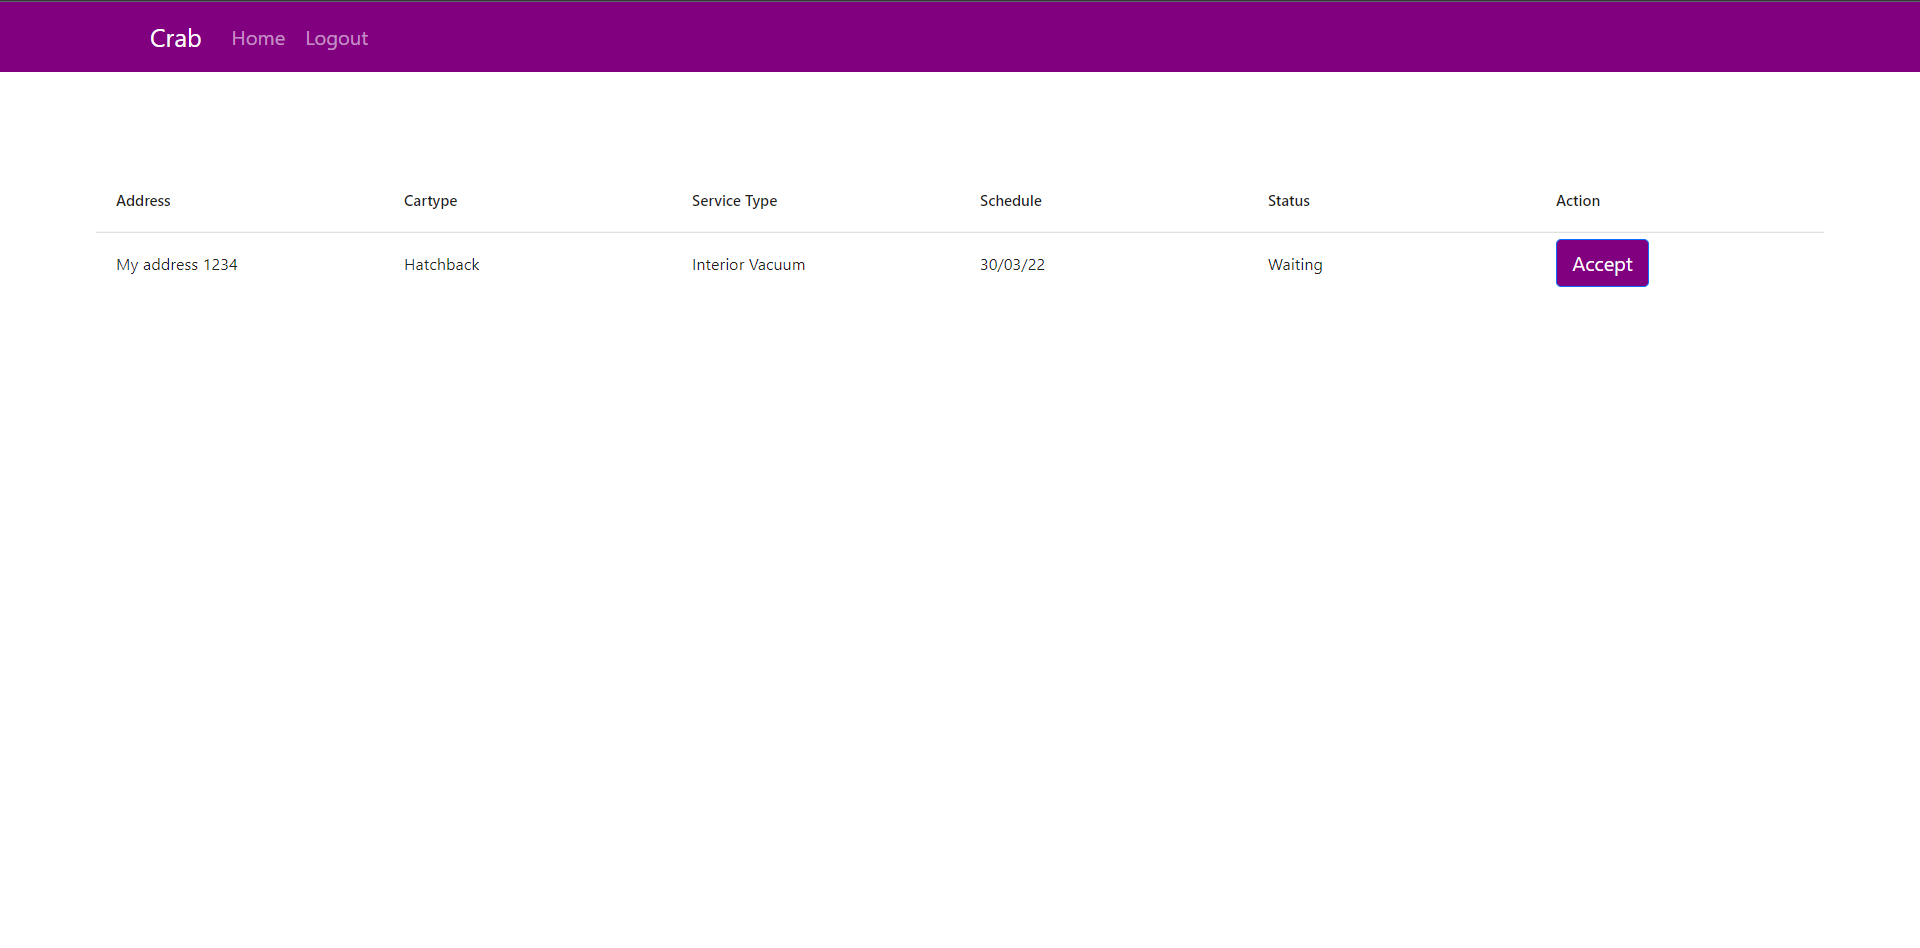 Crab Home Logout
Address Cartype Service Type Schedule Status Action
My address 1234 Hatchback Interior Vacuum 30/03/22 Waiting Accept